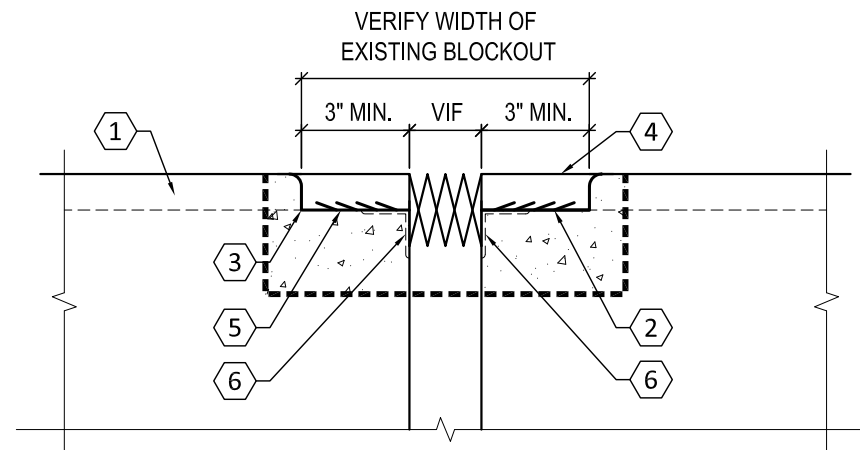 VERIFY WIDTH OF
EXISTING BLOCKOUT
3" MIN. VIF 3" MIN.
1
4
3
5
2
6
6